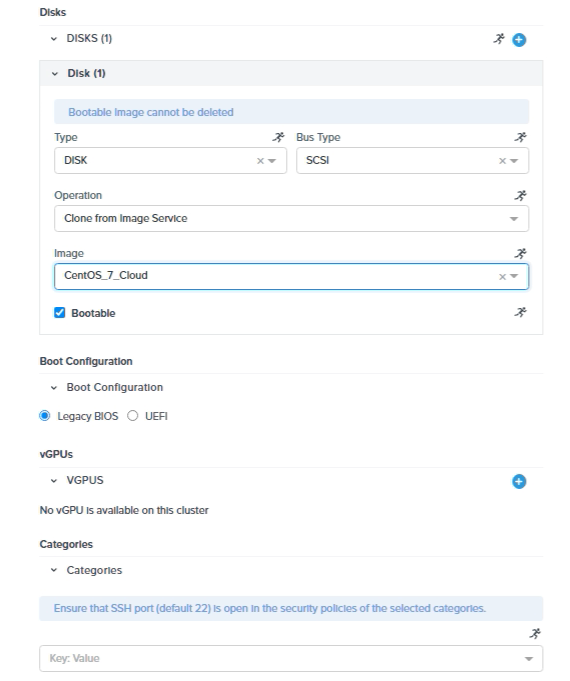 Disks
DISKS (1)
Disk (1)
Bootable Image cannot be deleted
Type
Bus Type
DISK
SCSI
Operation
Clone from Image Service
Image
CentOS_7_Cloud
Bootable
Boot Configuration
Boot Configuration
Legacy BIOS
UEFI
vGPUs
VGPUS
No vGPU is available on this cluster
Categories
Categories
Ensure that SSH port (default 22) is open in the security policies of the selected categories.
Key: Value